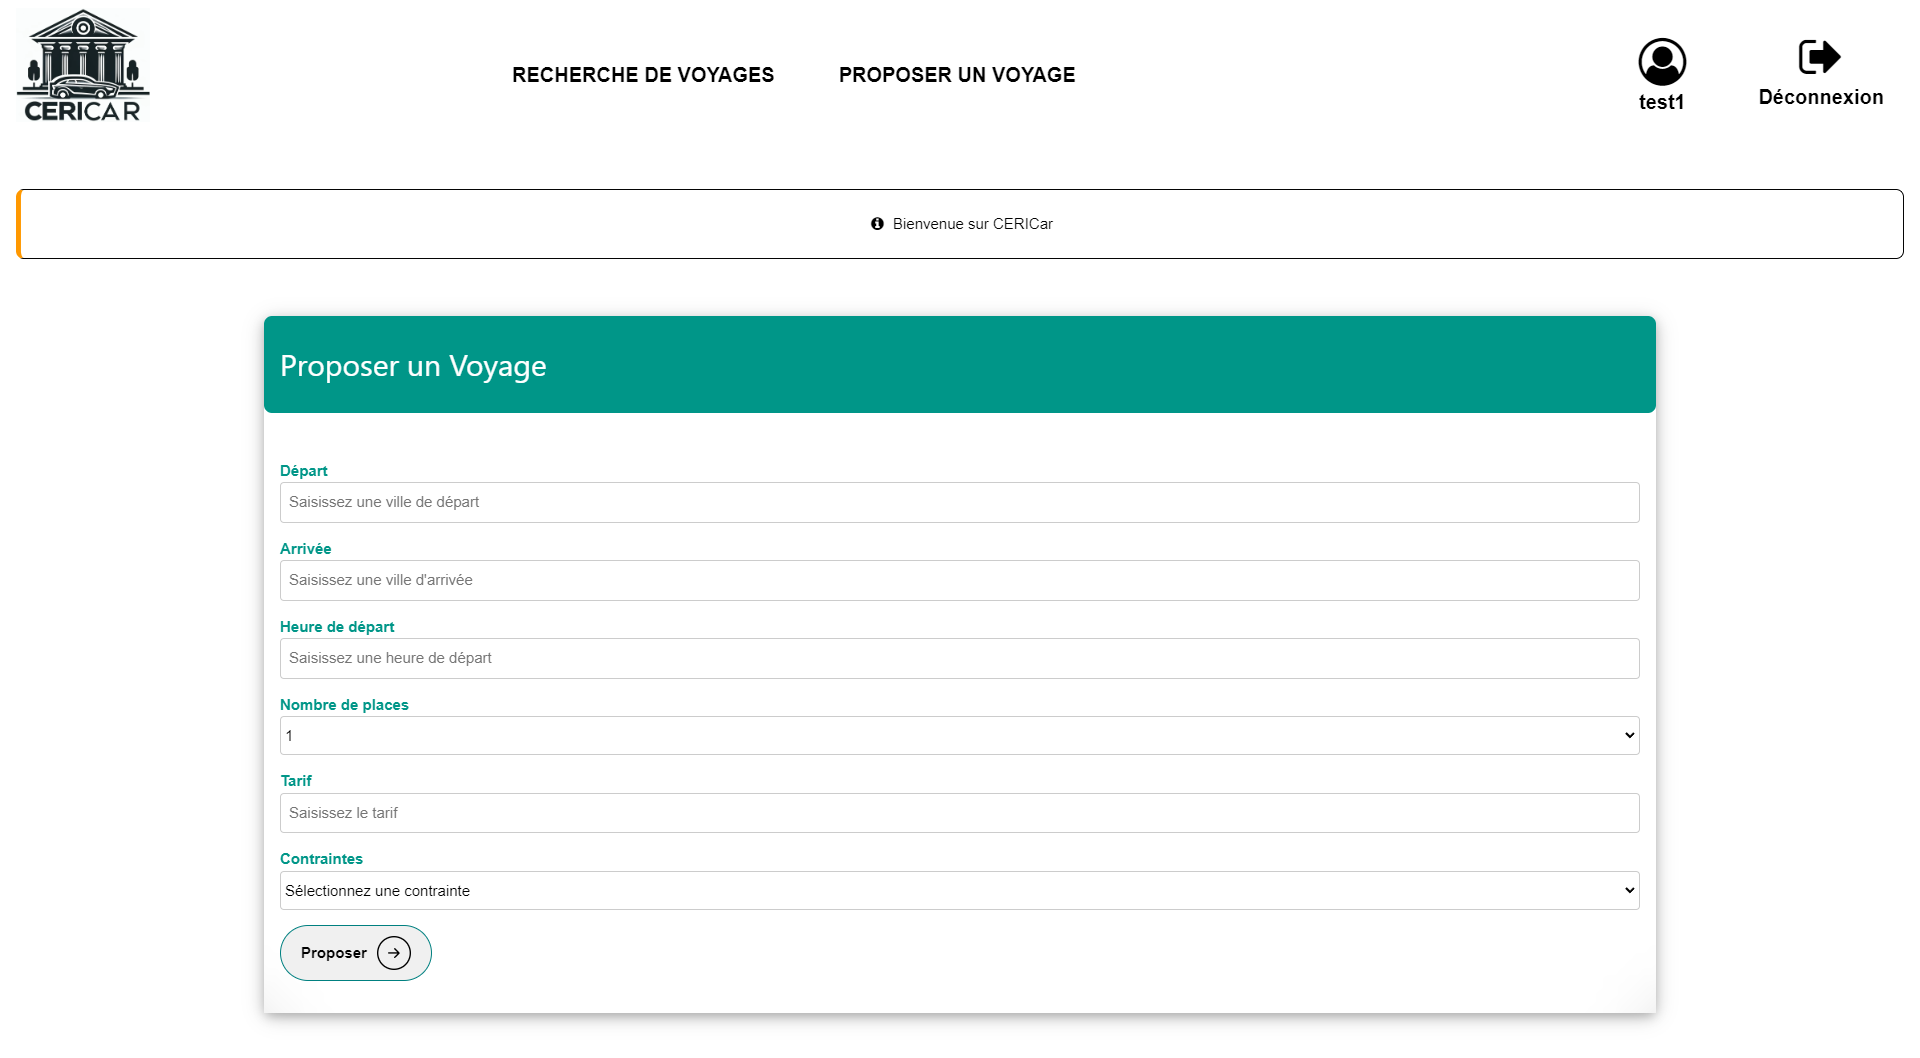 CERICAR
RECHERCHE DE VOYAGES
PROPOSER UN VOYAGE
test1
Déconnexion
Bienvenue sur CERICar
Proposer un Voyage
Départ
Saisissez une ville de départ
Arrivée
Saisissez une ville d'arrivée
Heure de départ
Saisissez une heure de départ
Nombre de places
1
Tarif
Saisissez le tarif
Contraintes
Sélectionnez une contrainte
Proposer